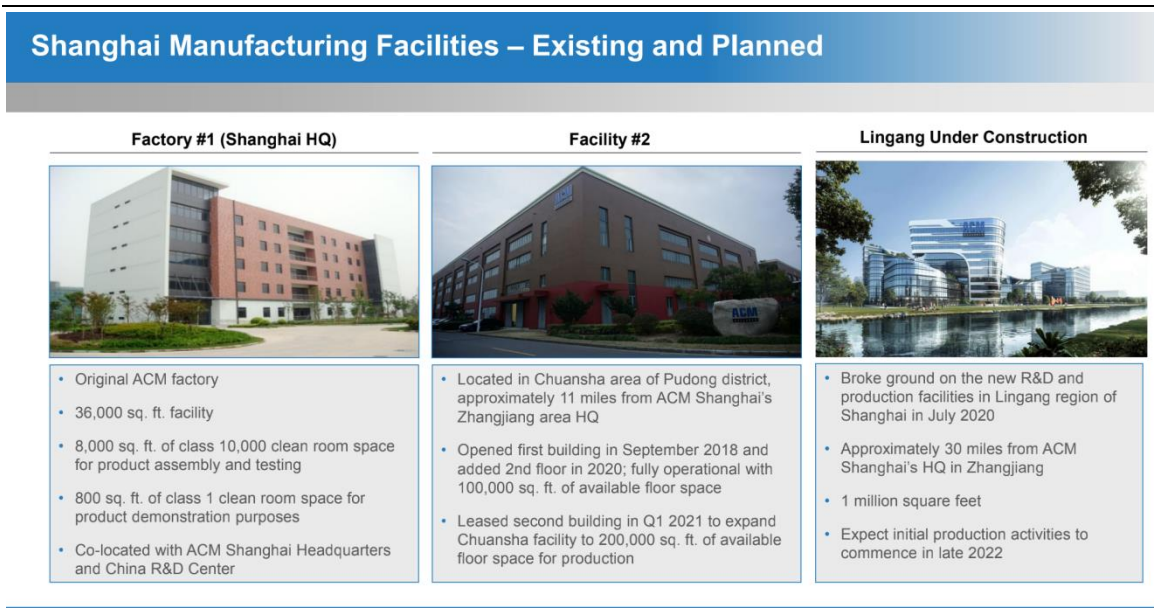 Shanghai Manufacturing Facilities – Existing and Planned
Factory #1 (Shanghai HQ)
• Original ACM factory
• 36,000 sq. ft. facility
• 8,000 sq. ft. of class 10,000 clean room space
for product assembly and testing
• 800 sq. ft. of class 1 clean room space for
product demonstration purposes
• Co-located with ACM Shanghai Headquarters
and China R&D Center
Facility #2
ACM
ACM
• Located in Chuansha area of Pudong district,
approximately 11 miles from ACM Shanghai's
Zhangjiang area HQ
• Opened first building in September 2018 and
added 2nd floor in 2020; fully operational with
100,000 sq. ft. of available floor space
• Leased second building in Q1 2021 to expand
Chuansha facility to 200,000 sq. ft. of available
floor space for production
Lingang Under Construction
ACM
• Broke ground on the new R&D and
production facilities in Lingang region of
Shanghai in July 2020
• Approximately 30 miles from ACM
Shanghai's HQ in Zhangjiang
• 1 million square feet
• Expect initial production activities to
commence in late 2022